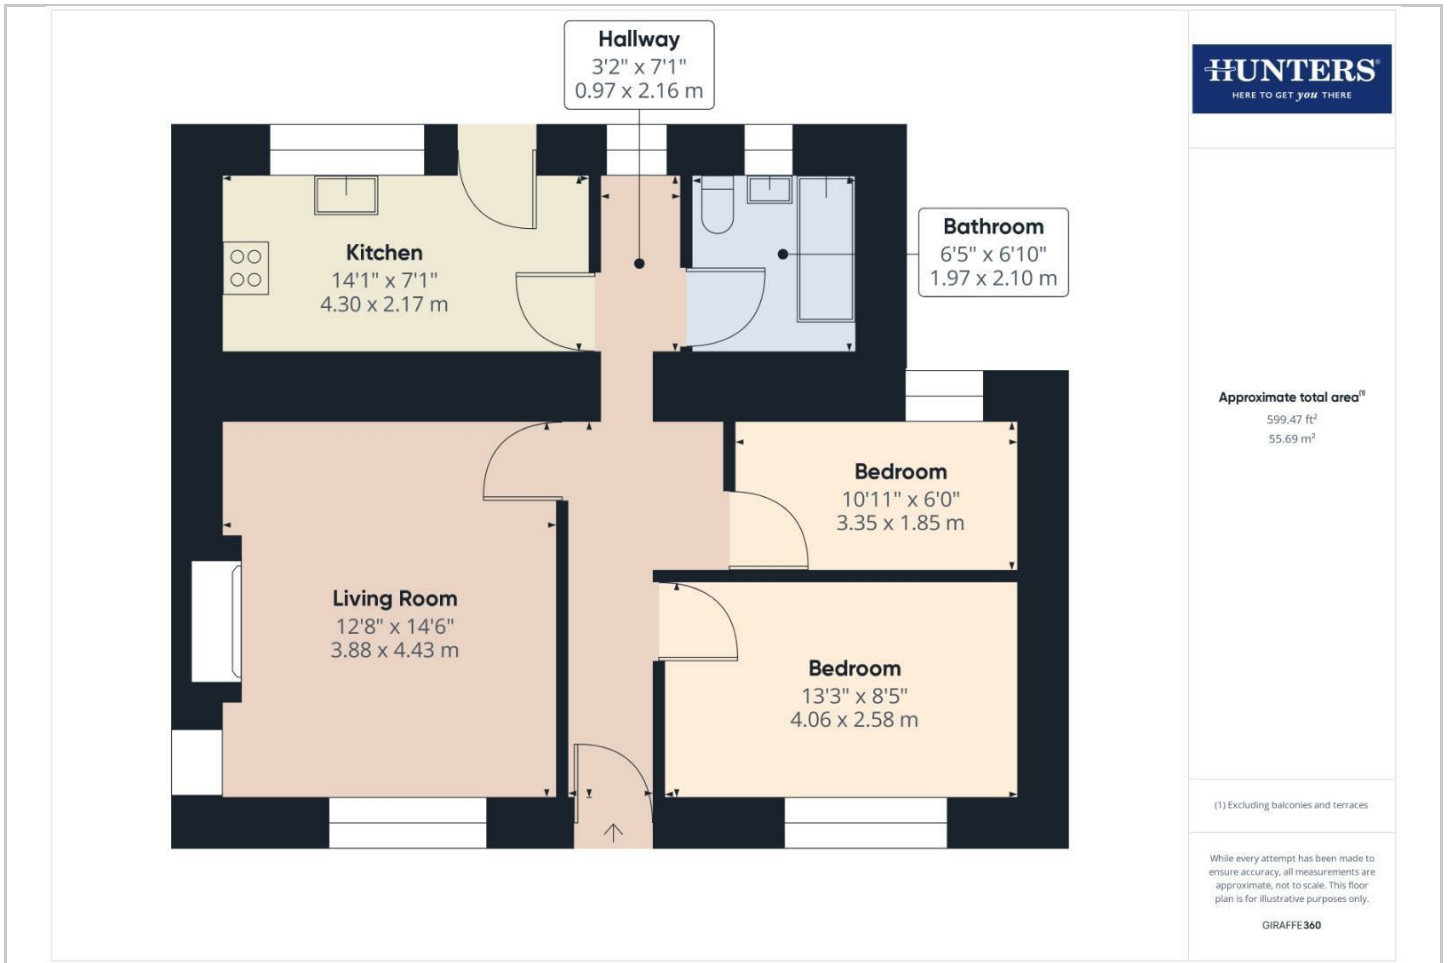 Hallway
3'2" x 7'1"
0.97 x 2.16 m
Kitchen
14'1" x 7'1"
4.30 x 2.17 m
Bathroom
6'5" x 6'10"
1.97 x 2.10 m
Bedroom
10'11" x 6'0"
3.35 x 1.85 m
Living Room
12'8" x 14'6"
3.88 x 4.43 m
Bedroom
13'3" x 8'5"
4.06 x 2.58 m
HUNTERS®
HERE TO GET you THERE
Approximate total area(1)
599.47 ft²
55.69 m²
(1) Excluding balconies and terraces
While every attempt has been made to
ensure accuracy, all measurements are
approximate, not to scale. This floor
plan is for illustrative purposes only.
GIRAFFE360